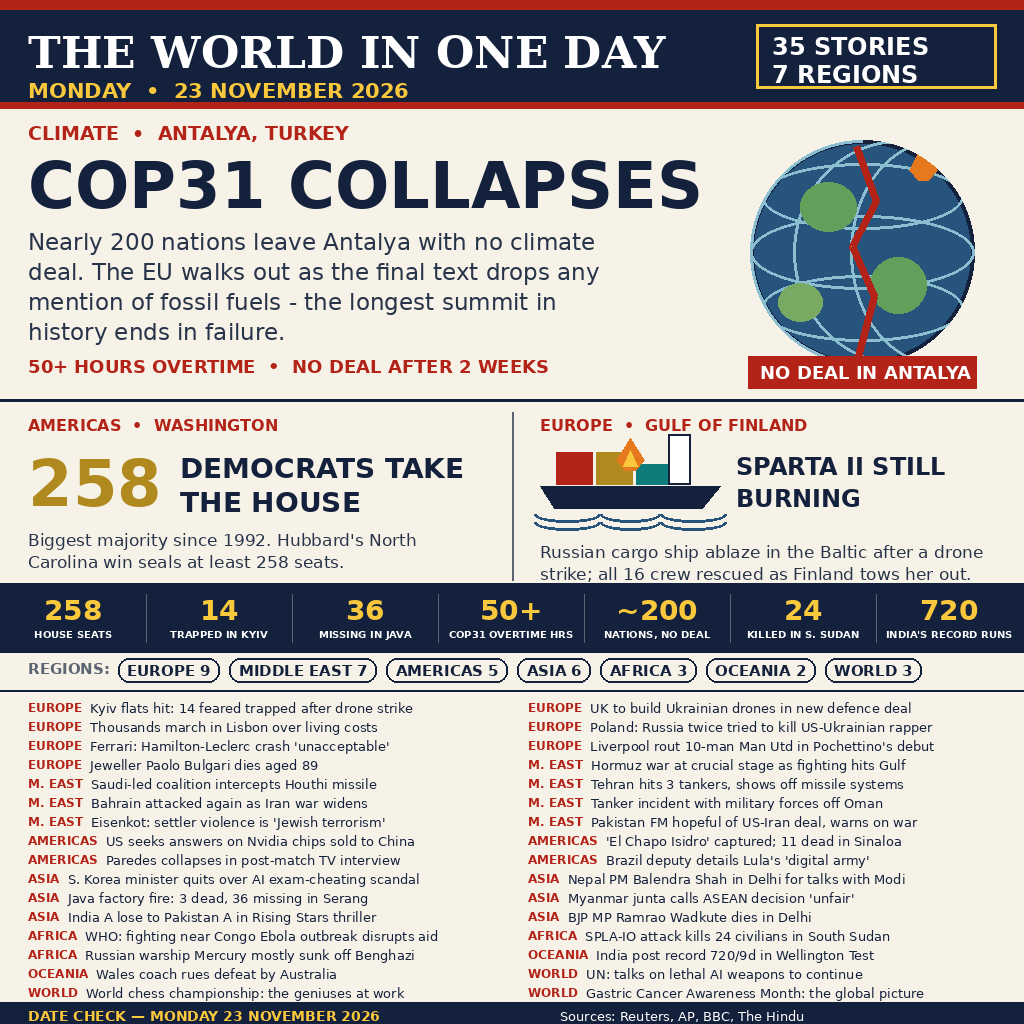 THE WORLD IN ONE DAY
MONDAY • 23 NOVEMBER 2026
35 STORIES
7 REGIONS
CLIMATE • ANTALYA, TURKEY
COP31 COLLAPSES
Nearly 200 nations leave Antalya with no climate
deal. The EU walks out as the final text drops any
mention of fossil fuels - the longest summit in
history ends in failure.
50+ HOURS OVERTIME • NO DEAL AFTER 2 WEEKS
NO DEAL IN ANTALYA
AMERICAS • WASHINGTON
258
DEMOCRATS TAKE
THE HOUSE
Biggest majority since 1992. Hubbard's North
Carolina win seals at least 258 seats.
EUROPE • GULF OF FINLAND
SPARTA II STILL
BURNING
Russian cargo ship ablaze in the Baltic after a drone
strike; all 16 crew rescued as Finland tows her out.
258
HOUSE SEATS
14
TRAPPED IN KYIV
36
MISSING IN JAVA
50+
COP31 OVERTIME HRS
~200
NATIONS, NO DEAL
24
KILLED IN S. SUDAN
720
INDIA'S RECORD RUNS
REGIONS: EUROPE 9 MIDDLE EAST 7 AMERICAS 5 ASIA 6 AFRICA 3 OCEANIA 2 WORLD 3
EUROPE Kyiv flats hit: 14 feared trapped after drone strike
EUROPE Thousands march in Lisbon over living costs
EUROPE Ferrari: Hamilton-Leclerc crash 'unacceptable'
EUROPE Jeweller Paolo Bulgari dies aged 89
M. EAST Saudi-led coalition intercepts Houthi missile
M. EAST Bahrain attacked again as Iran war widens
M. EAST Eisenkot: settler violence is 'Jewish terrorism'
AMERICAS US seeks answers on Nvidia chips sold to China
AMERICAS Paredes collapses in post-match TV interview
ASIA S. Korea minister quits over AI exam-cheating scandal
ASIA Java factory fire: 3 dead, 36 missing in Serang
ASIA India A lose to Pakistan A in Rising Stars thriller
AFRICA WHO: fighting near Congo Ebola outbreak disrupts aid
AFRICA Russian warship Mercury mostly sunk off Benghazi
OCEANIA Wales coach rues defeat by Australia
WORLD World chess championship: the geniuses at work
EUROPE UK to build Ukrainian drones in new defence deal
EUROPE Poland: Russia twice tried to kill US-Ukrainian rapper
EUROPE Liverpool rout 10-man Man Utd in Pochettino's debut
M. EAST Hormuz war at crucial stage as fighting hits Gulf
M. EAST Tehran hits 3 tankers, shows off missile systems
M. EAST Tanker incident with military forces off Oman
M. EAST Pakistan FM hopeful of US-Iran deal, warns on war
AMERICAS 'El Chapo Isidro' captured; 11 dead in Sinaloa
AMERICAS Brazil deputy details Lula's 'digital army'
ASIA Nepal PM Balendra Shah in Delhi for talks with Modi
ASIA Myanmar junta calls ASEAN decision 'unfair'
ASIA BJP MP Ramrao Wadkute dies in Delhi
AFRICA SPLA-IO attack kills 24 civilians in South Sudan
OCEANIA India post record 720/9d in Wellington Test
WORLD UN: talks on lethal AI weapons to continue
WORLD Gastric Cancer Awareness Month: the global picture
DATE CHECK — MONDAY 23 NOVEMBER 2026
Sources: Reuters, AP, BBC, The Hindu